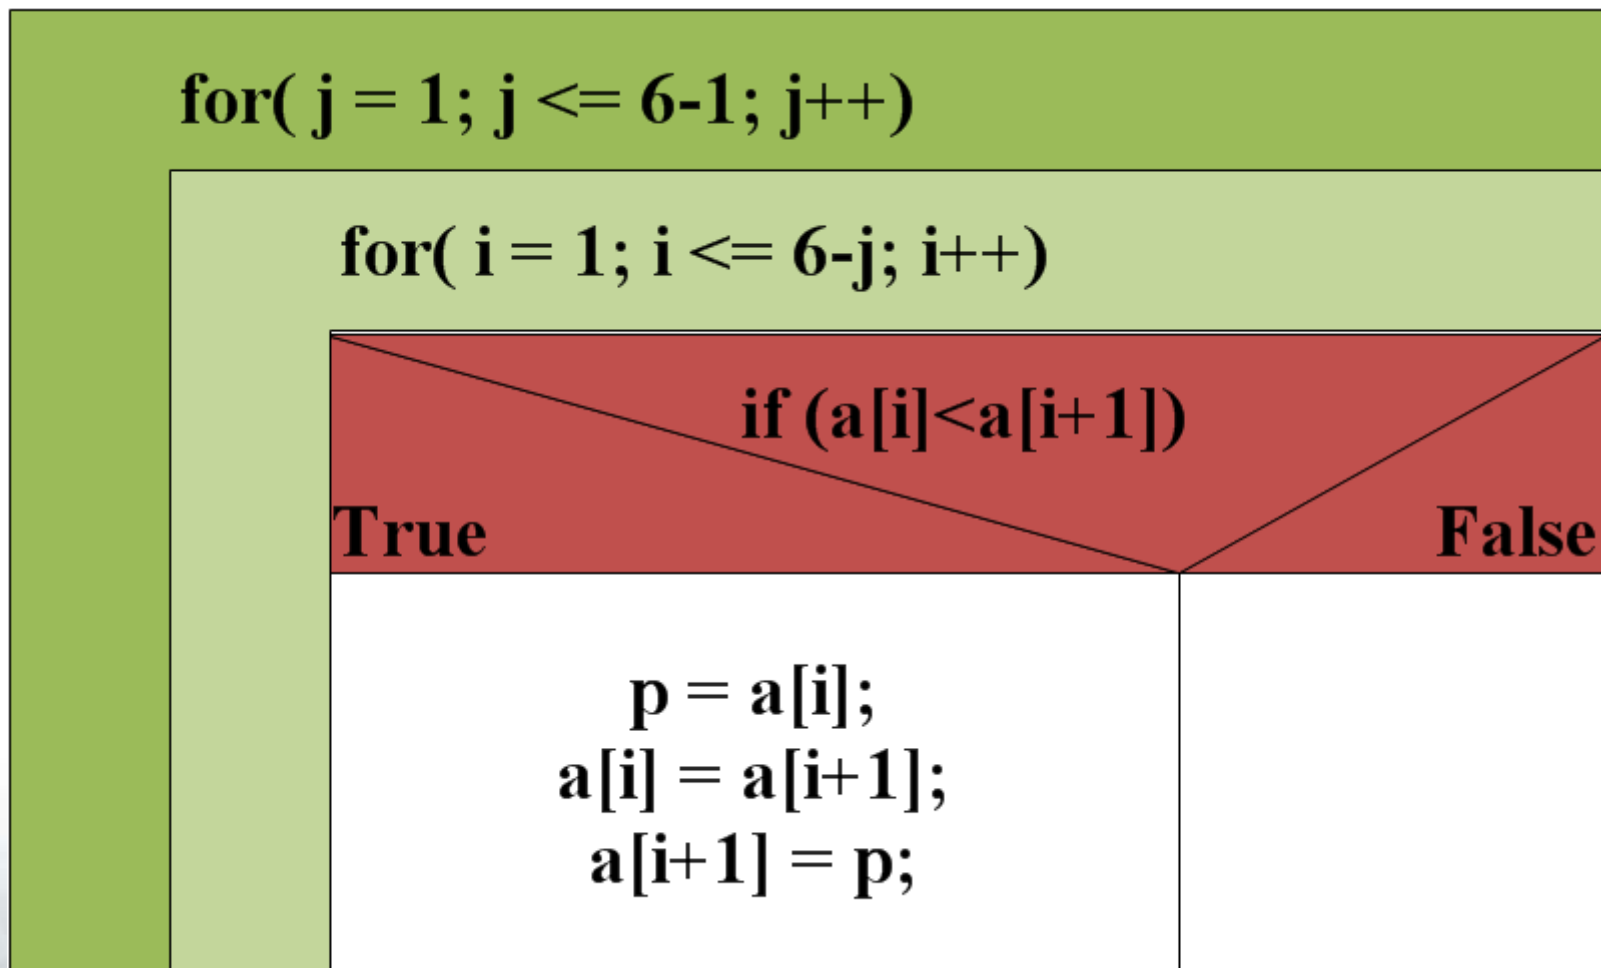 for( j = 1; j <= 6-1; j++)
for( i = 1; i <= 6-j; i++)
if (a[i]<a[i+1])
True
False
p = a[i];
a[i] = a[i+1];
a[i+1] = p;